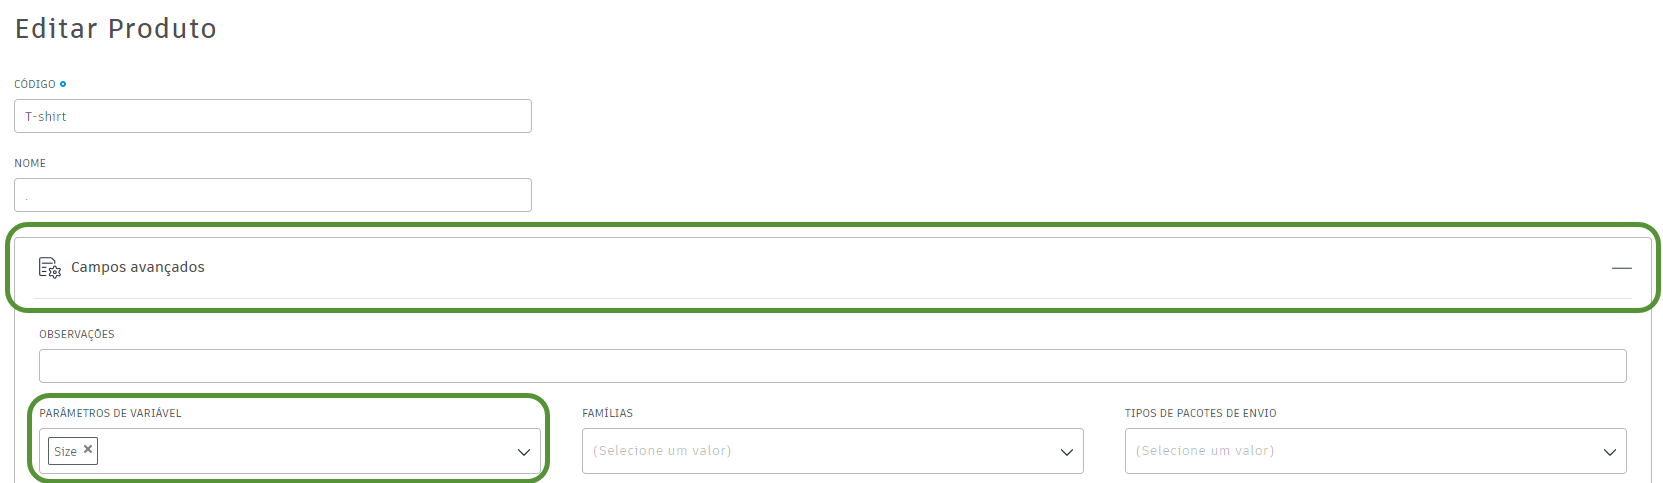 Editar Produto
CÓDIGO
T-shirt
NOME
.
Campos avançados
OBSERVAÇÕES
PARÂMETROS DE VARIÁVEL FAMÍLIAS TIPOS DE PACOTES DE ENVIO
Size × (Selecione um valor) (Selecione um valor)